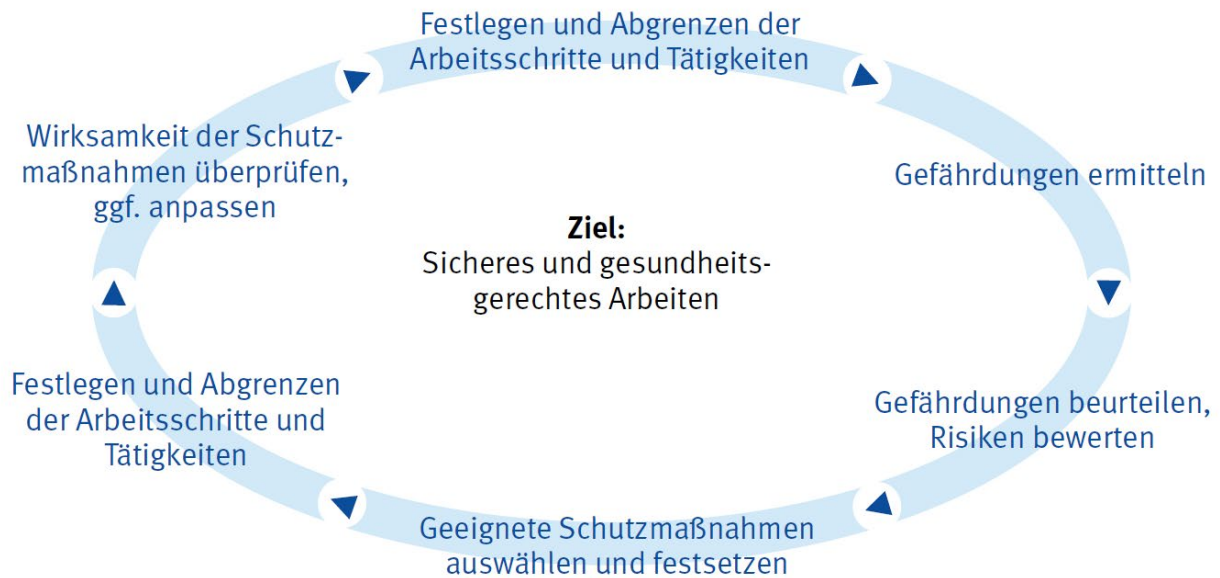 Festlegen und Abgrenzen der
Arbeitsschritte und Tätigkeiten
Gefährdungen ermitteln
Gefährdungen beurteilen,
Risiken bewerten
Geeignete Schutzmaßnahmen
auswählen und festsetzen
Festlegen und Abgrenzen
der Arbeitsschritte und
Tätigkeiten
Wirksamkeit der Schutz-
maßnahmen überprüfen,
ggf. anpassen
Ziel:
Sicheres und gesundheits-
gerechtes Arbeiten